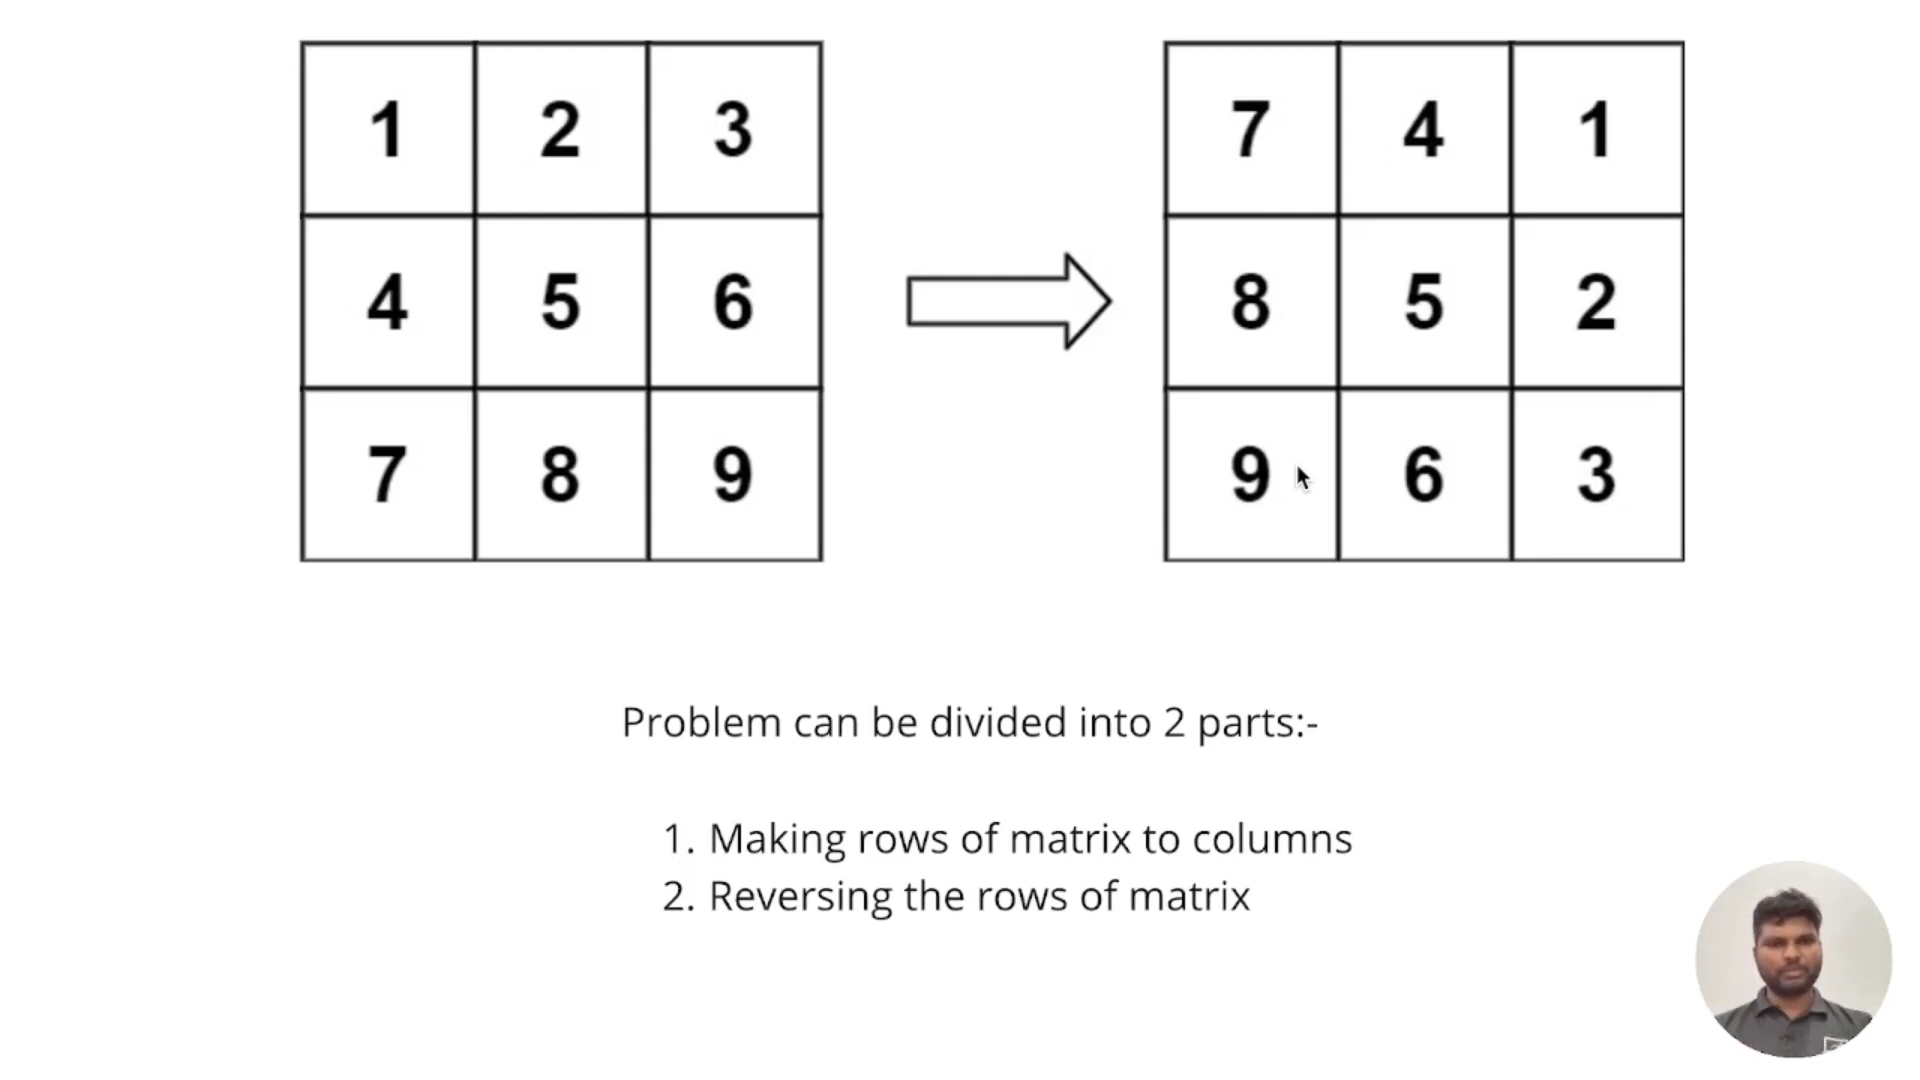 1 2 3 7 4 1
4 5 6 8 5 2
7 8 9 9 6 3
Problem can be divided into 2 parts:-
1. Making rows of matrix to columns
2. Reversing the rows of matrix